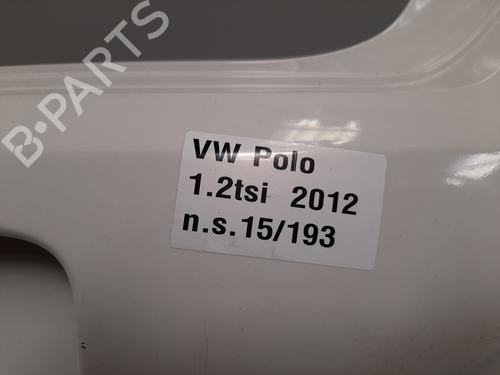 B-PARTS
VW Polo
1.2tsi 2012
n.s.15/193